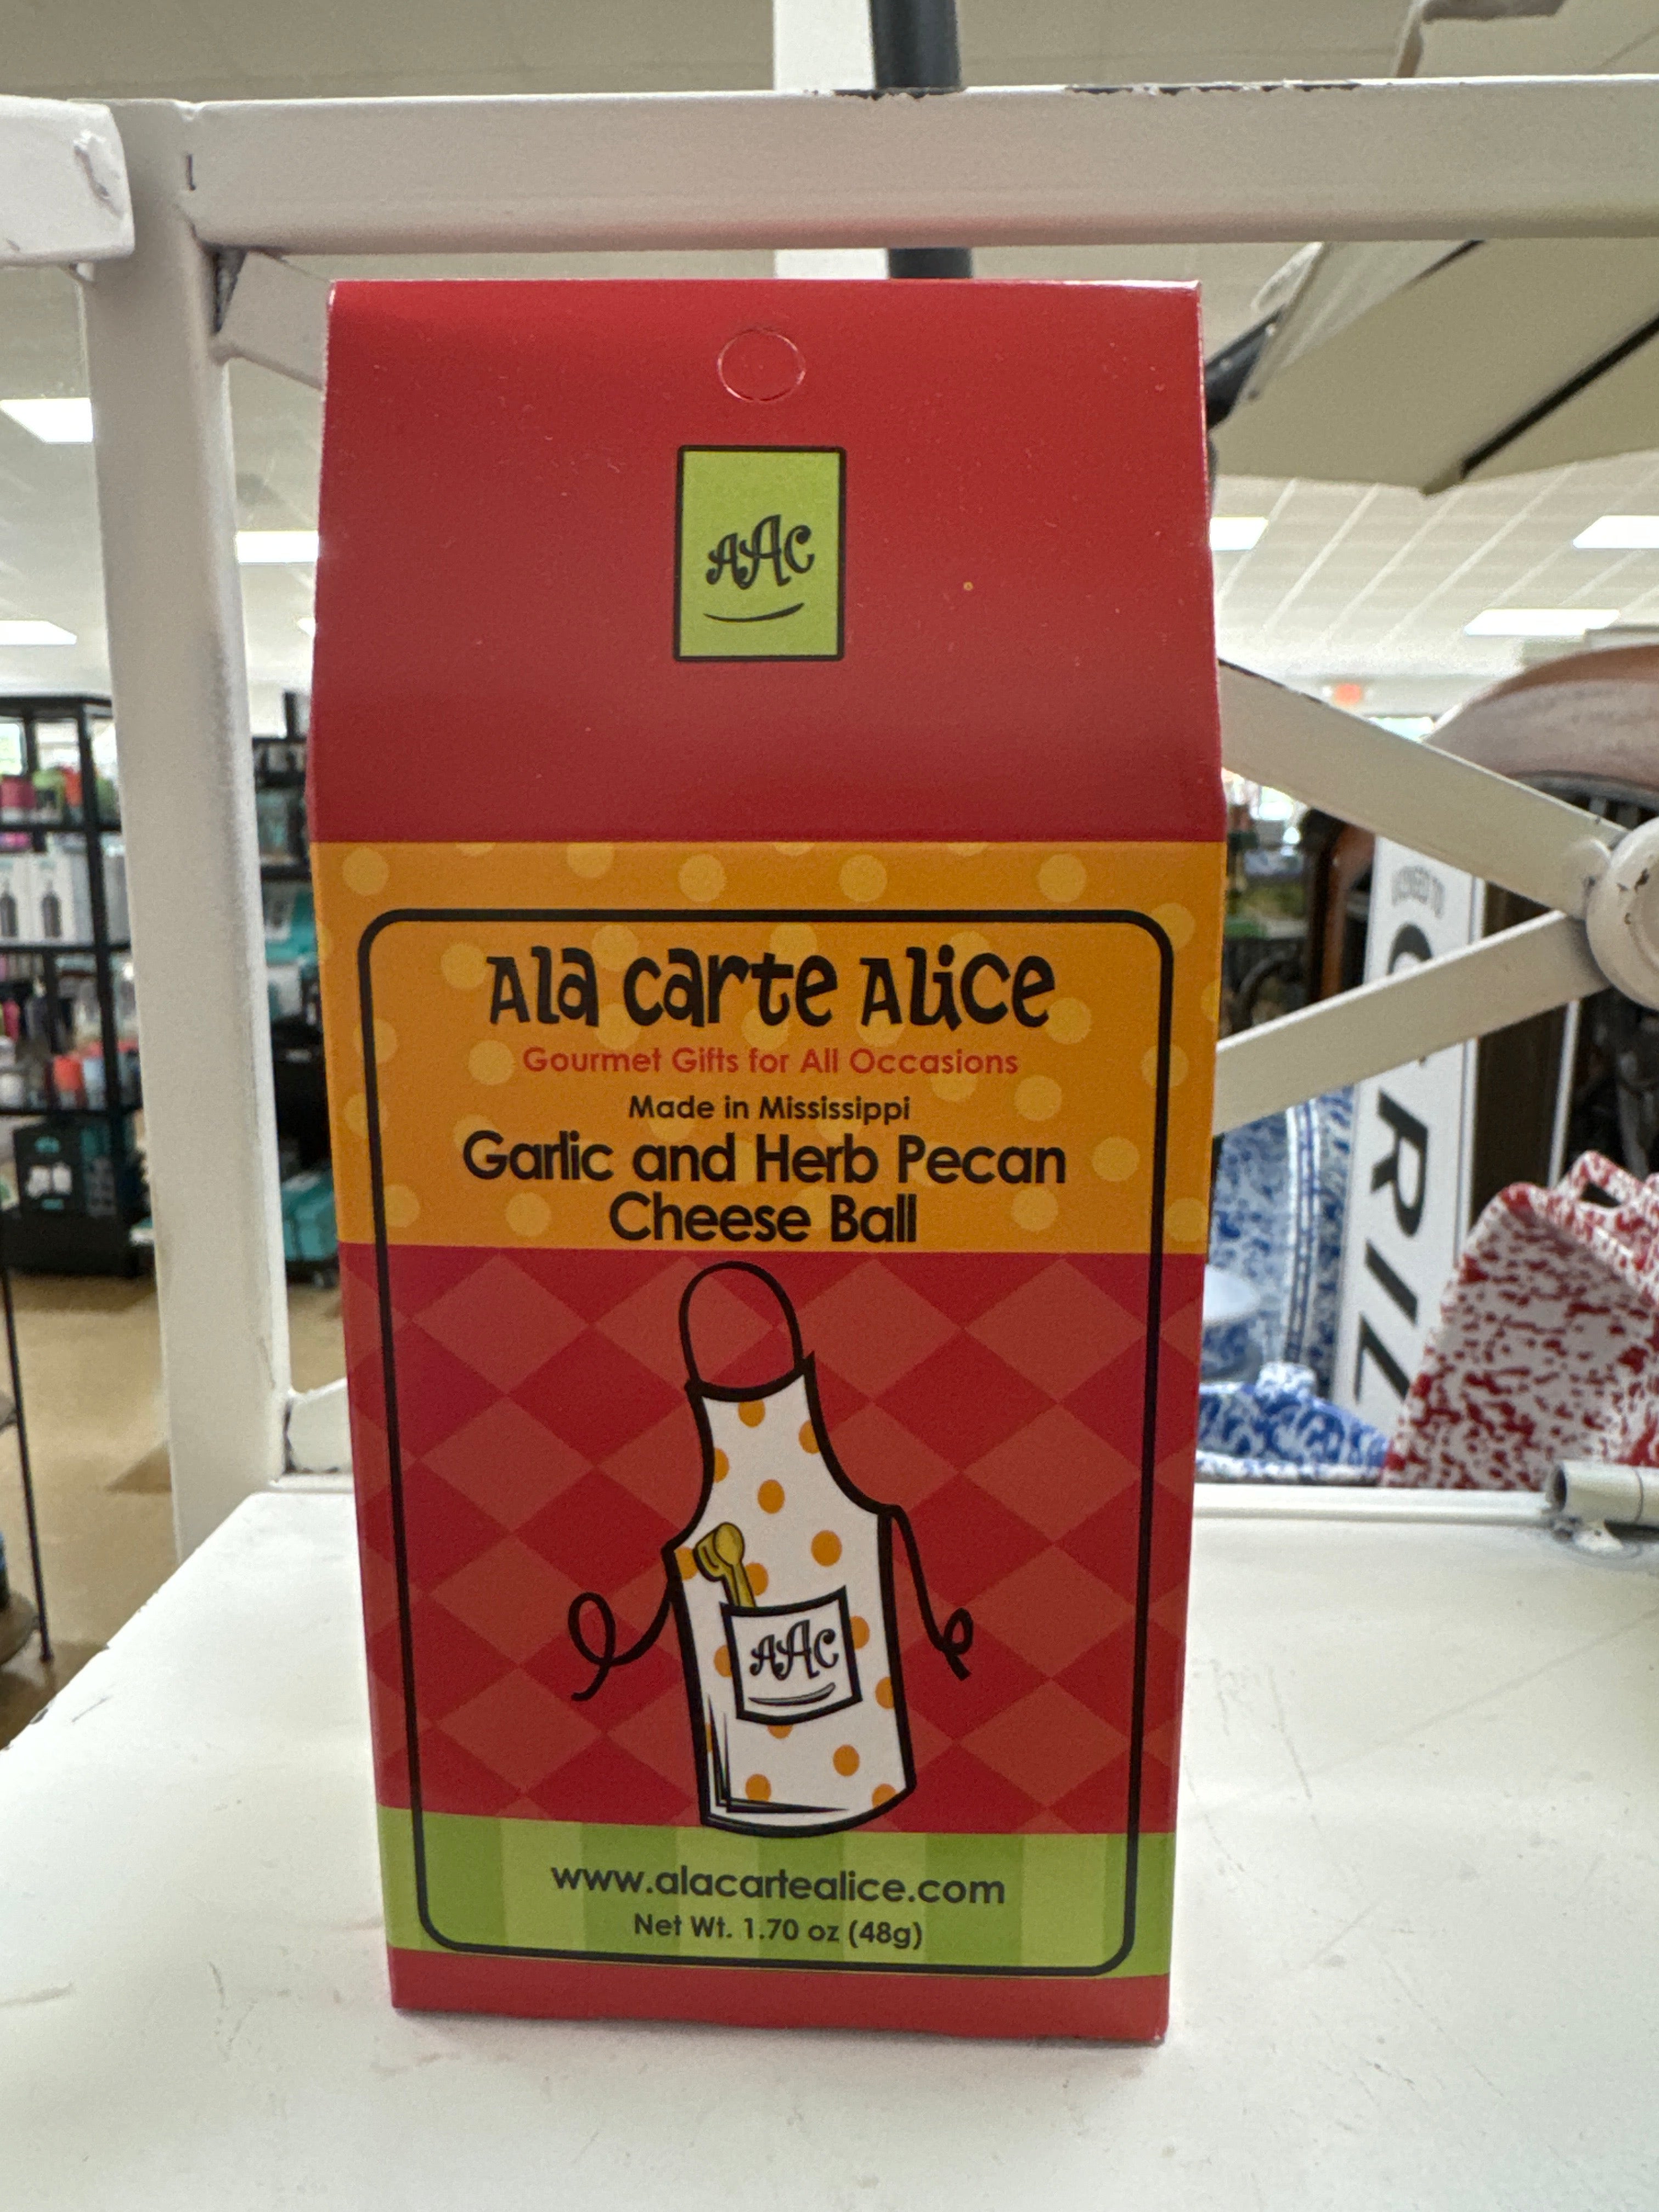 AAC
Ala Carte Alice
Gourmet Gifts for All Occasions
Made in Mississippi
Garlic and Herb Pecan
Cheese Ball
AAC
www.alacartealice.com
Net Wt. 1.70 oz (48g)